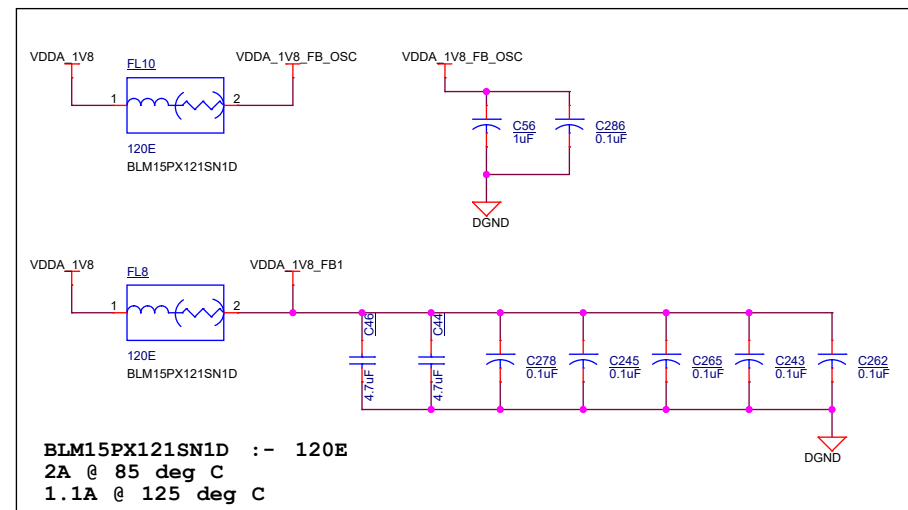 VDDA_1V8
FL10
VDDA_1V8_FB_OSC
1
2
120E
BLM15PX121SN1D
VDDA_1V8_FB_OSC
C56
1uF
C286
0.1uF
DGND
VDDA_1V8
FL8
VDDA_1V8_FB1
1
2
120E
BLM15PX121SN1D
C46
4.7uF
C44
4.7uF
C278
0.1uF
C245
0.1uF
C265
0.1uF
C243
0.1uF
C262
0.1uF
DGND
BLM15PX121SN1D :- 120E
2A @ 85 deg C
1.1A @ 125 deg C